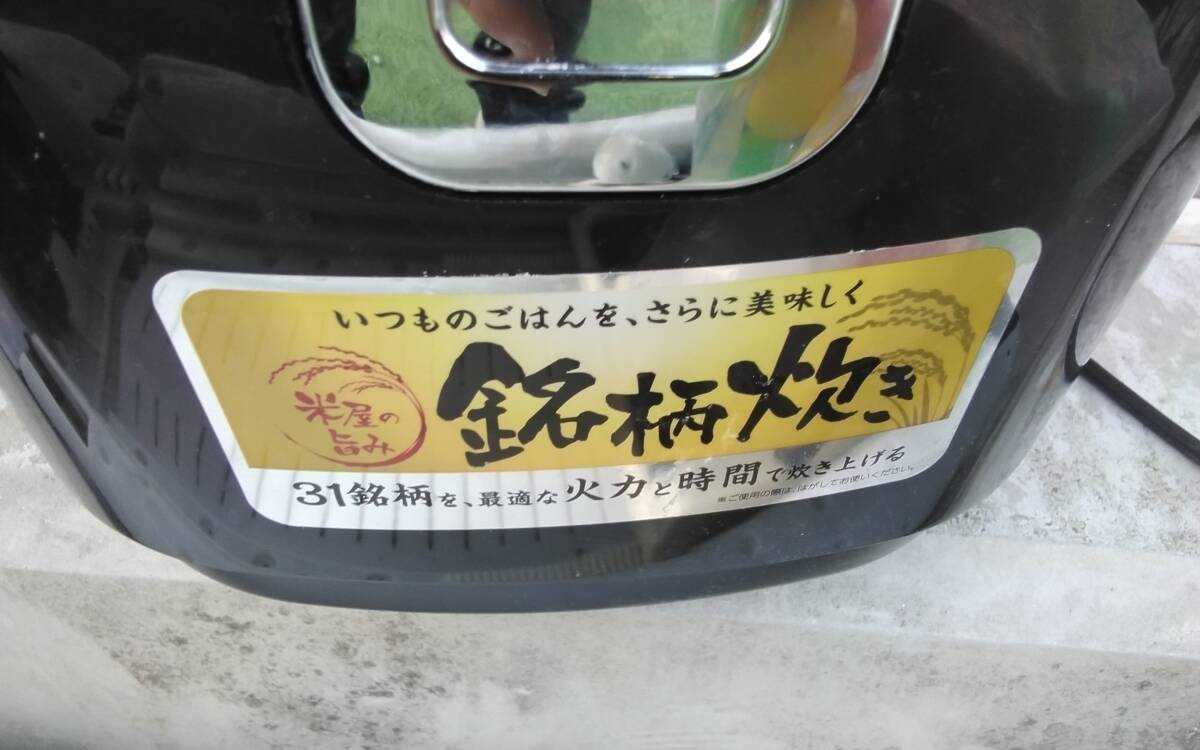 いつものごはんを、さらに美味しく
米屋の
旨み
銘柄炊き
31銘柄を、最適な火力と時間で炊き上げる
※ご使用の際は、はがしてお使いください。